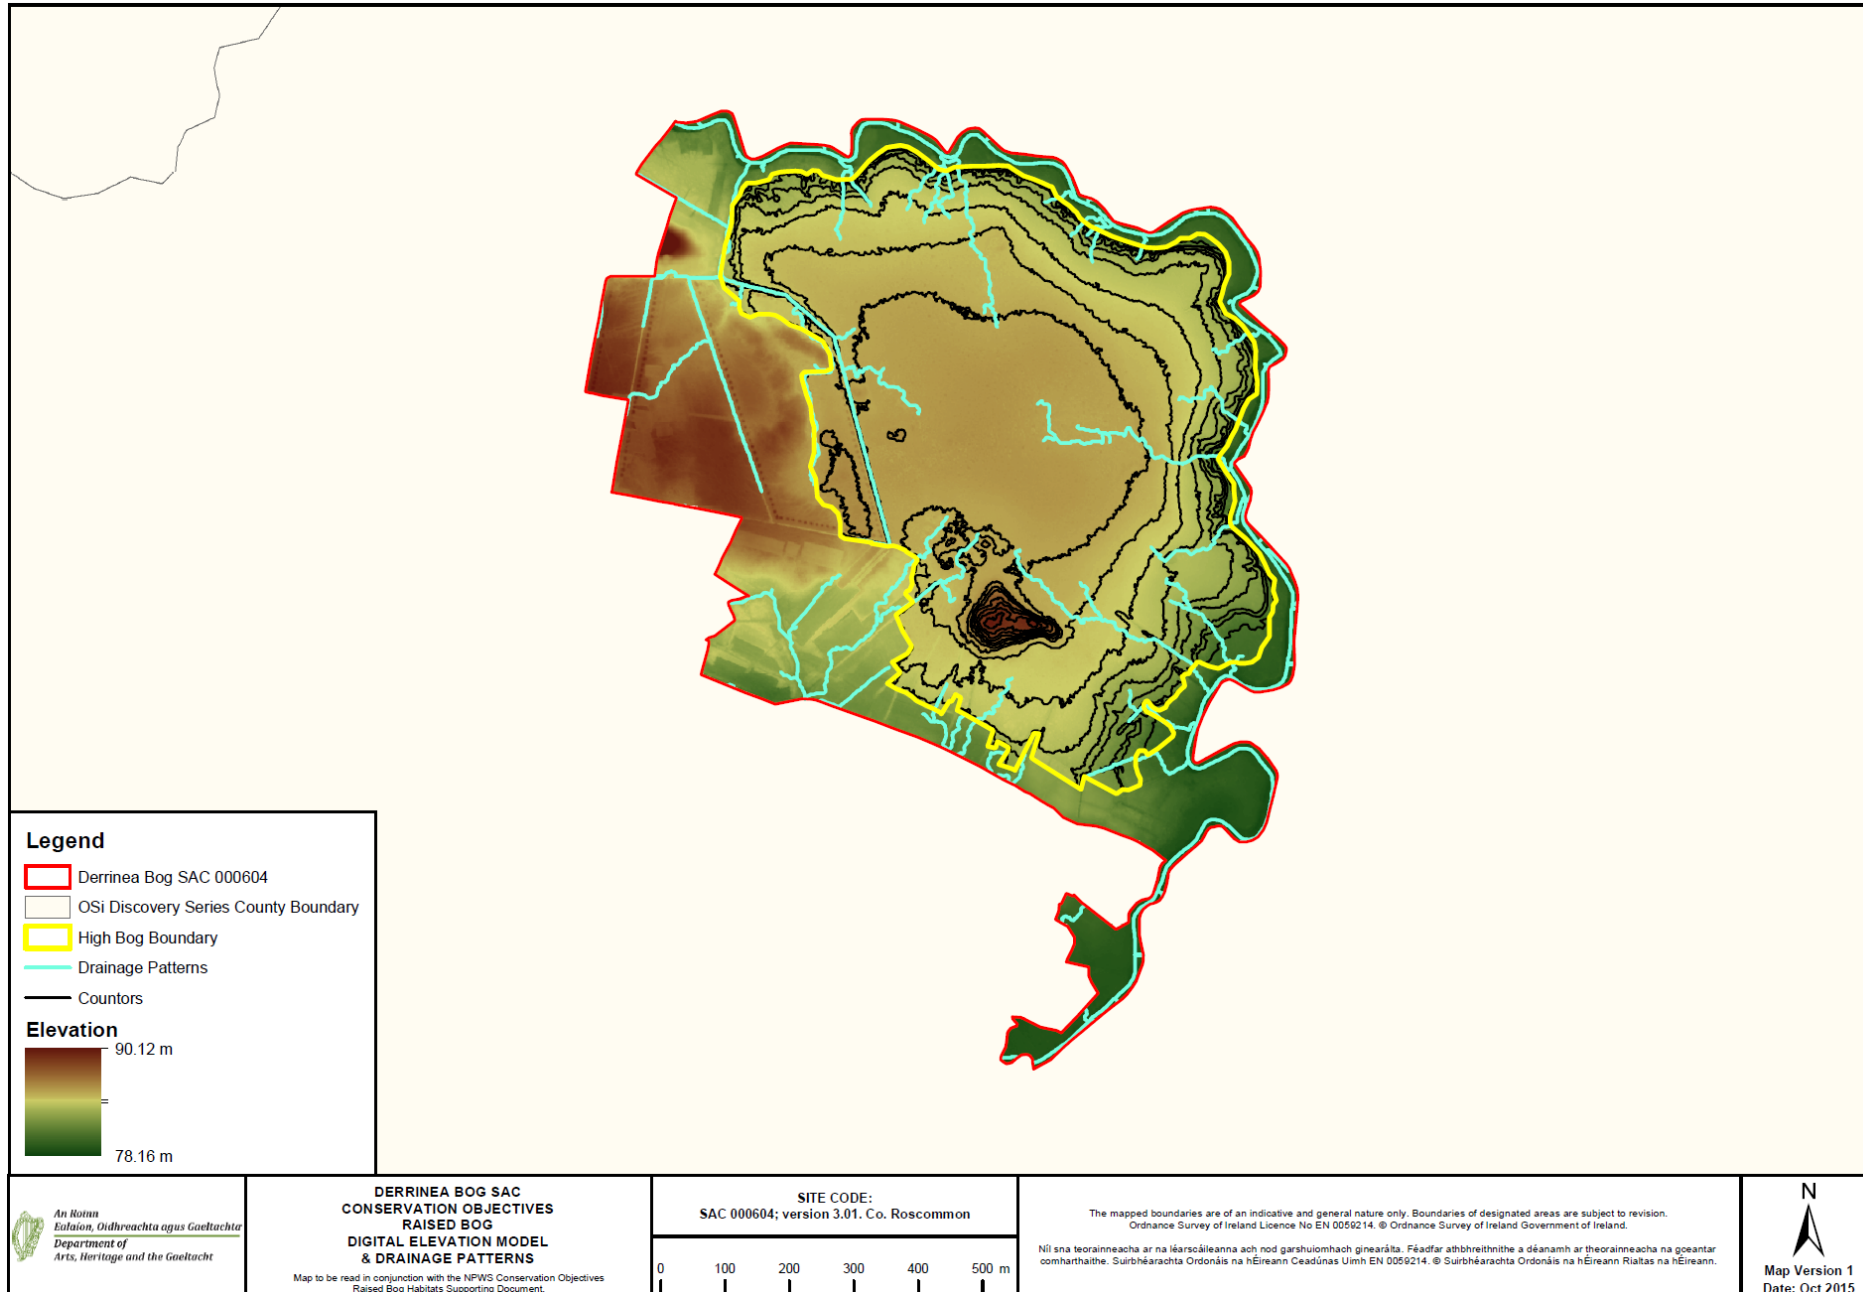 Legend
Derrinea Bog SAC 000604
OSi Discovery Series County Boundary
High Bog Boundary
Drainage Patterns
Countors
Elevation
90.12 m
78.16 m
An Roinn
Ealaíon, Oidhreachta agus Gaeltachta
Department of
Arts, Heritage and the Gaeltacht
DERRINEA BOG SAC
CONSERVATION OBJECTIVES
RAISED BOG
DIGITAL ELEVATION MODEL
& DRAINAGE PATTERNS
Map to be read in conjunction with the NPWS Conservation Objectives
Raised Bog Habitats Supporting Document.
SITE CODE:
SAC 000604; version 3.01. Co. Roscommon
0 100 200 300 400 500 m
The mapped boundaries are of an indicative and general nature only. Boundaries of designated areas are subject to revision.
Ordnance Survey of Ireland Licence No EN 0059214. © Ordnance Survey of Ireland Government of Ireland.
Níl sna teorainneacha ar na léarscáileanna ach nod garshuiomhach ginearálta. Féadfar athbhreithnithe a déanamh ar theorainneacha na gceantar
comharthaithe. Suirbhéarachta Ordonáis na hÉireann Ceadúnas Uimh EN 0059214. © Suirbhéarachta Ordonáis na hÉireann Rialtas na hÉireann.
N
Map Version 1
Date: Oct 2015